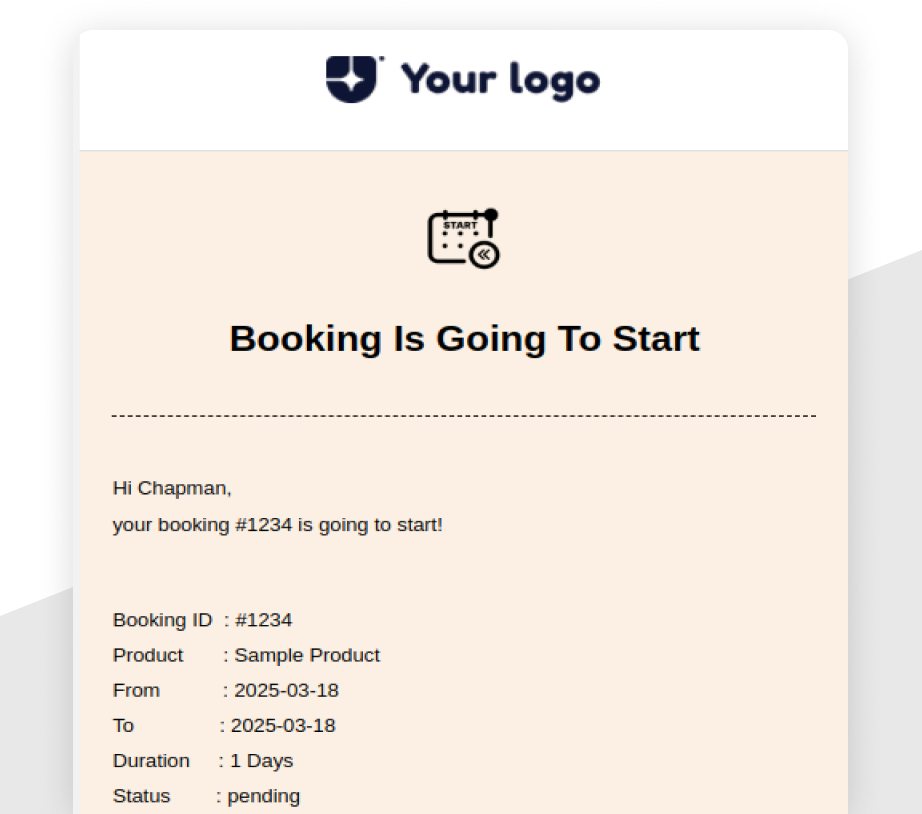 Your logo
START
Booking Is Going To Start
Hi Chapman,
your booking #1234 is going to start!
Booking ID : #1234
Product : Sample Product
From : 2025-03-18
To : 2025-03-18
Duration : 1 Days
Status : pending